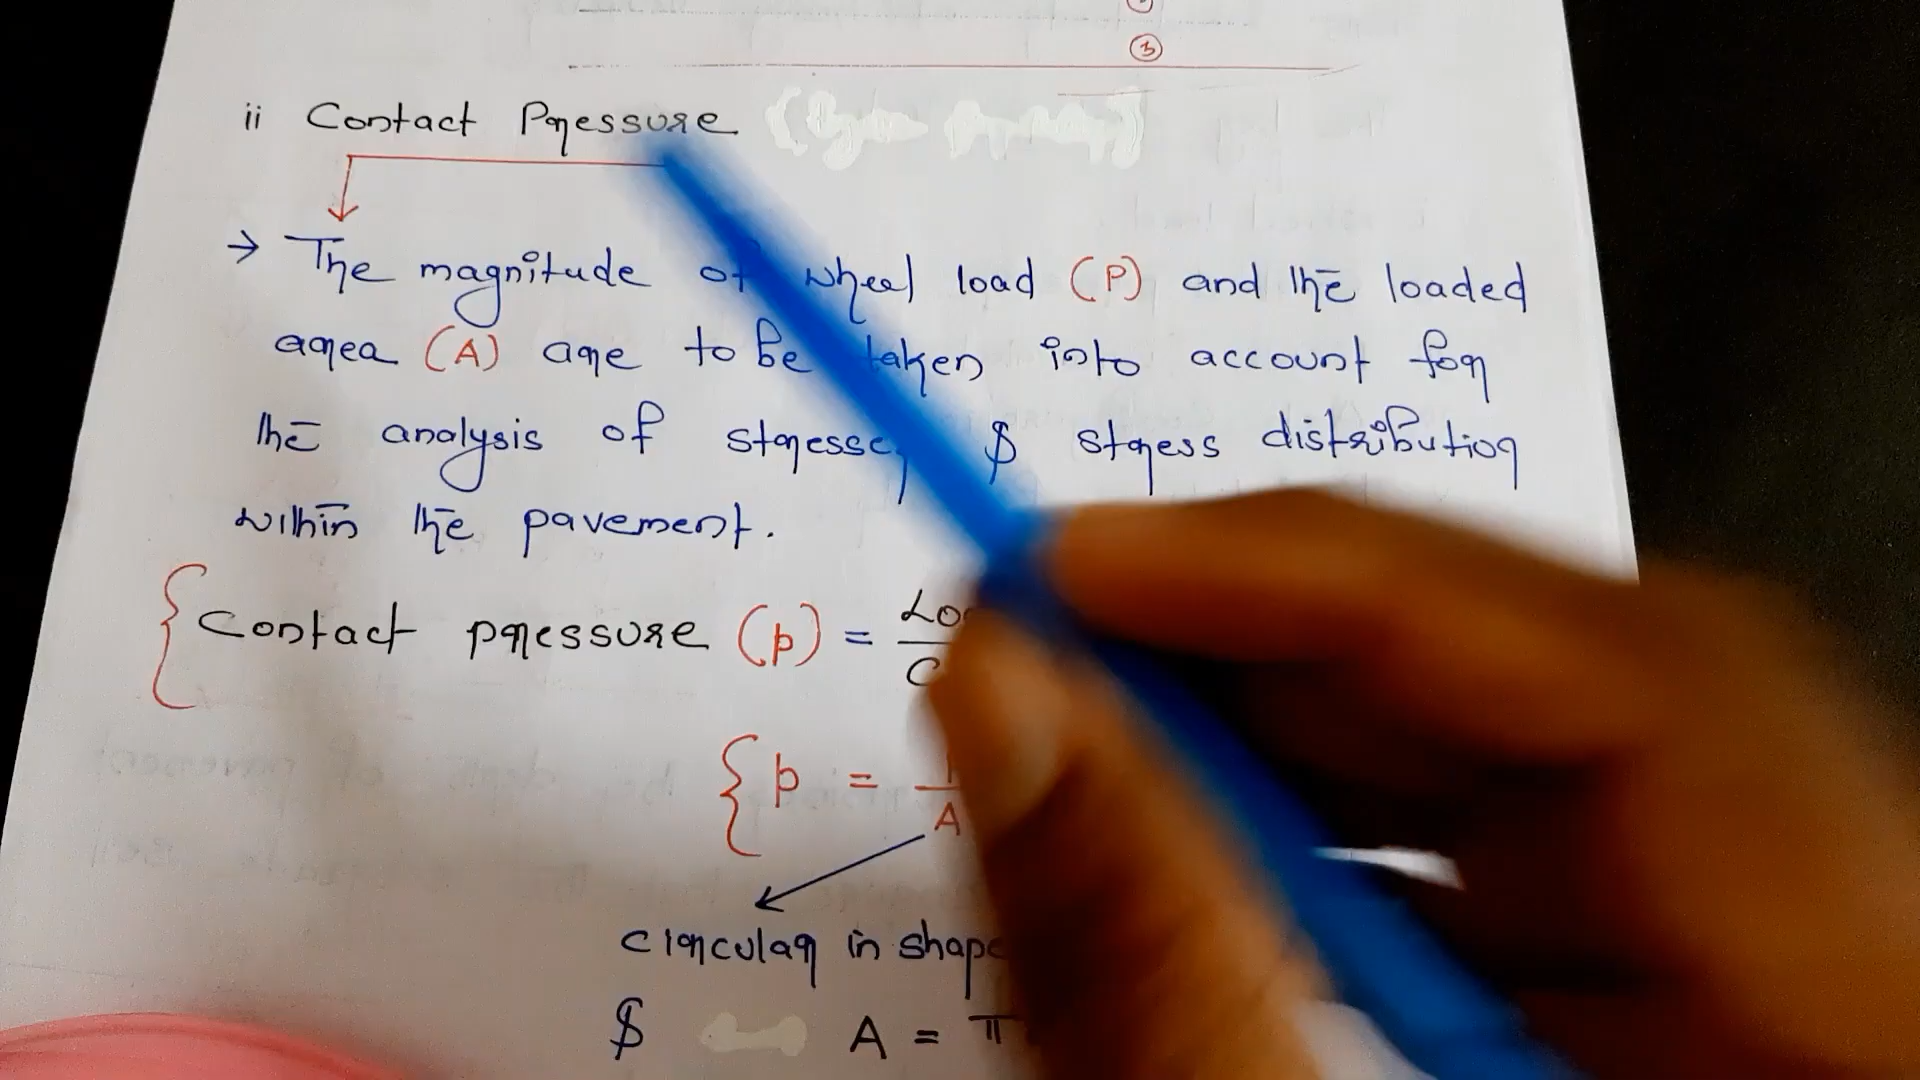 3
ii Contact Pressure
→ The magnitude of wheel load (P) and the loaded
area (A) are to be taken into account for
the analysis of stresses & stress distribution
within the pavement.
Contact pressure (p) =
p = / A
circular in shape
& A = π